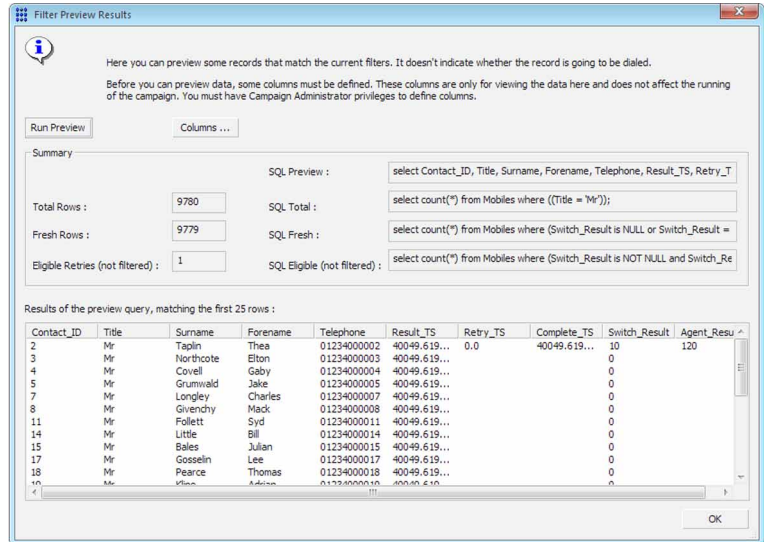 Filter Preview Results
Here you can preview some records that match the current filters. It doesn't indicate whether the record is going to be dialed.
Before you can preview data, some columns must be defined. These columns are only for viewing the data here and does not affect the running
of the campaign. You must have Campaign Administrator privileges to define columns.
Run Preview Columns ...
Summary
SQL Preview : select Contact_ID, Title, Surname, Forename, Telephone, Result_TS, Retry_T
Total Rows : 9780 SQL Total : select count(*) from Mobiles where ((Title = 'Mr'));
Fresh Rows : 9779 SQL Fresh : select count(*) from Mobiles where (Switch_Result is NULL or Switch_Result =
Eligible Retries (not filtered) : 1 SQL Eligible (not filtered) : select count(*) from Mobiles where (Switch_Result is NOT NULL and Switch_Re
Results of the preview query, matching the first 25 rows :
Contact_ID Title Surname Forename Telephone Result_TS Retry_TS Complete_TS Switch_Result Agent_Resu
2 Mr Taplin Thea 01234000002 40049.619... 0.0 40049.619... 10 120
3 Mr Northcote Elton 01234000003 40049.619... 0
4 Mr Covell Gaby 01234000004 40049.619... 0
5 Mr Grumwald Jake 01234000005 40049.619... 0
7 Mr Longley Charles 01234000007 40049.619... 0
8 Mr Givenchy Mack 01234000008 40049.619... 0
11 Mr Follett Syd 01234000011 40049.619... 0
14 Mr Little Bill 01234000014 40049.619... 0
15 Mr Bales Julian 01234000015 40049.619... 0
17 Mr Gosselin Lee 01234000017 40049.619... 0
18 Mr Pearce Thomas 01234000018 40049.619... 0
19 Mr Kline Adrian 01234000019 40049.619... 0
OK